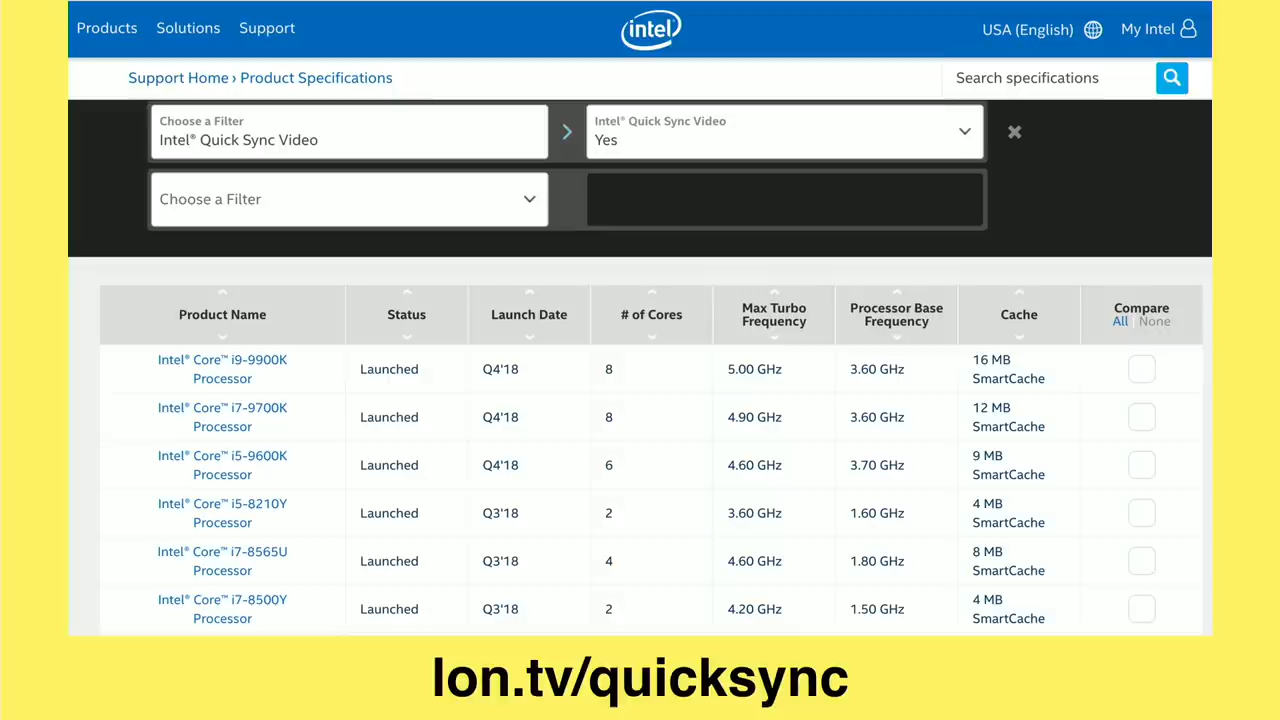 Products Solutions Support
intel
USA (English) My Intel
Support Home › Product Specifications
Search specifications
Choose a Filter
Intel® Quick Sync Video
Intel® Quick Sync Video
Yes
Choose a Filter
Product Name Status Launch Date # of Cores Max Turbo Frequency Processor Base Frequency Cache Compare
All | None
Intel® Core™ i9-9900K Processor Launched Q4'18 8 5.00 GHz 3.60 GHz 16 MB SmartCache
Intel® Core™ i7-9700K Processor Launched Q4'18 8 4.90 GHz 3.60 GHz 12 MB SmartCache
Intel® Core™ i5-9600K Processor Launched Q4'18 6 4.60 GHz 3.70 GHz 9 MB SmartCache
Intel® Core™ i5-8210Y Processor Launched Q3'18 2 3.60 GHz 1.60 GHz 4 MB SmartCache
Intel® Core™ i7-8565U Processor Launched Q3'18 4 4.60 GHz 1.80 GHz 8 MB SmartCache
Intel® Core™ i7-8500Y Processor Launched Q3'18 2 4.20 GHz 1.50 GHz 4 MB SmartCache
lon.tv/quicksync